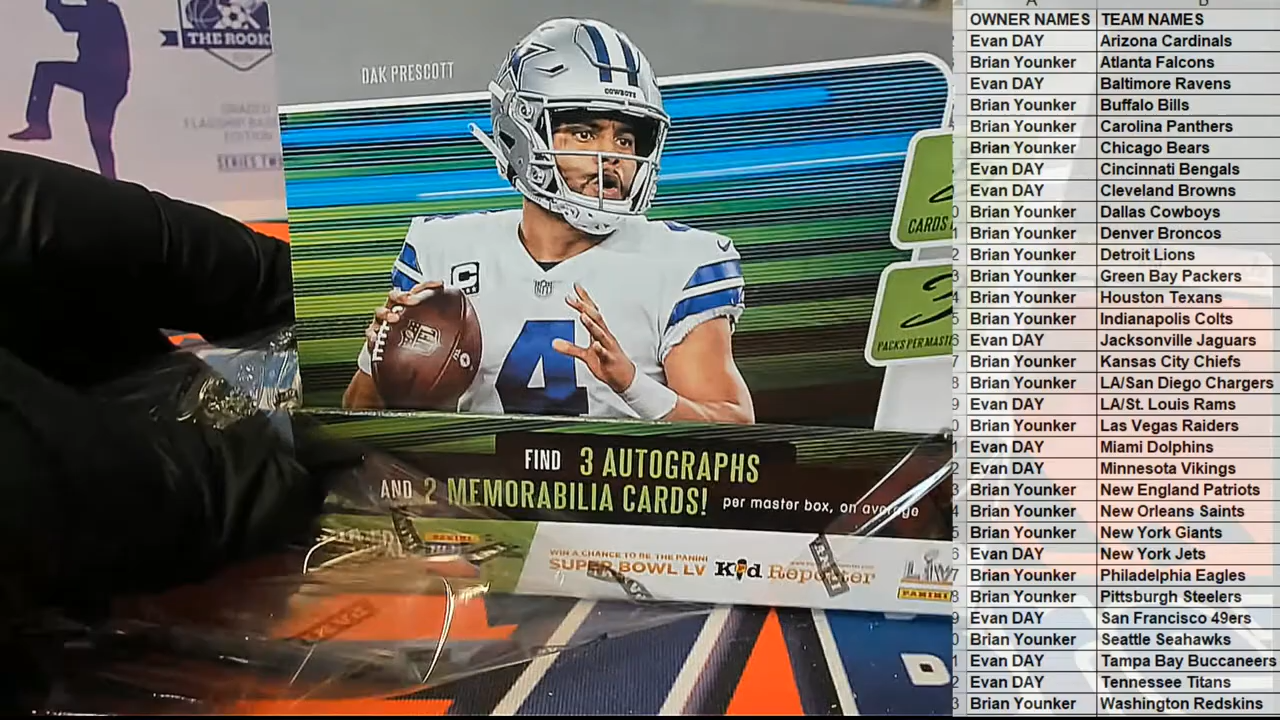 THE ROOK
GRADED
FLAGSHIP BASE
EDITION
SERIES TWO
DAK PRESCOTT
COWBOYS
C
4
CARDS
3
PACKS PER MASTE
FIND 3 AUTOGRAPHS
AND 2 MEMORABILIA CARDS! per master box, on average
PANINI
WIN A CHANCE TO BE THE PANINI
SUPER BOWL LV Kid Reporter
LIV
PANINI
OWNER NAMES TEAM NAMES
Evan DAY Arizona Cardinals
Brian Younker Atlanta Falcons
Evan DAY Baltimore Ravens
Brian Younker Buffalo Bills
Brian Younker Carolina Panthers
Brian Younker Chicago Bears
Evan DAY Cincinnati Bengals
Evan DAY Cleveland Browns
Brian Younker Dallas Cowboys
Brian Younker Denver Broncos
Brian Younker Detroit Lions
Brian Younker Green Bay Packers
Brian Younker Houston Texans
Brian Younker Indianapolis Colts
Evan DAY Jacksonville Jaguars
Brian Younker Kansas City Chiefs
Brian Younker LA/San Diego Chargers
Evan DAY LA/St. Louis Rams
Brian Younker Las Vegas Raiders
Evan DAY Miami Dolphins
Evan DAY Minnesota Vikings
Brian Younker New England Patriots
Brian Younker New Orleans Saints
Brian Younker New York Giants
Evan DAY New York Jets
Brian Younker Philadelphia Eagles
Brian Younker Pittsburgh Steelers
Evan DAY San Francisco 49ers
Brian Younker Seattle Seahawks
Evan DAY Tampa Bay Buccaneers
Evan DAY Tennessee Titans
Brian Younker Washington Redskins